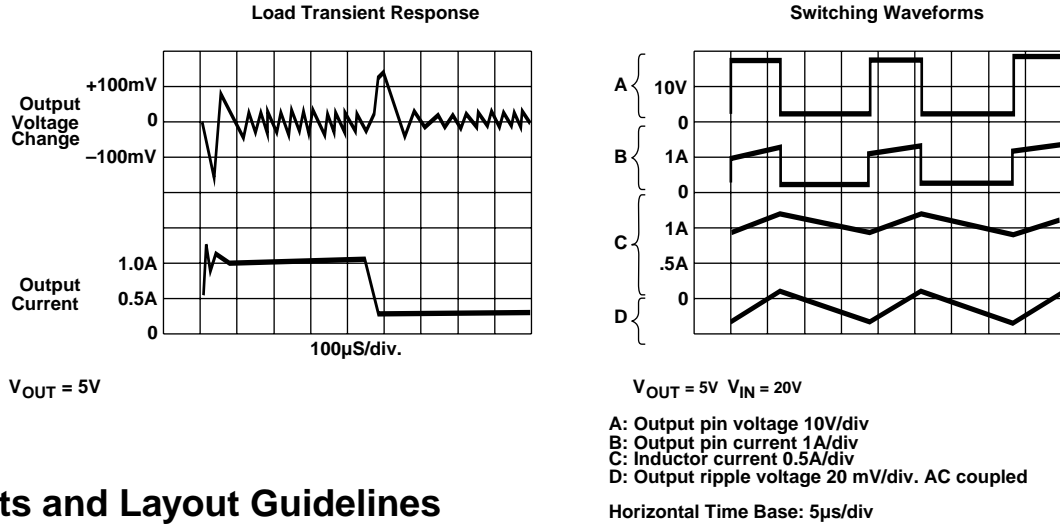 Load Transient Response
+100mV
Output
Voltage
Change
0
–100mV
1.0A
Output
Current
0.5A
0
100µS/div.
VOUT = 5V
Switching Waveforms
A
10V
0
B
1A
0
C
1A
.5A
0
D
VOUT = 5V VIN = 20V
A: Output pin voltage 10V/div
B: Output pin current 1A/div
C: Inductor current 0.5A/div
D: Output ripple voltage 20 mV/div. AC coupled
Horizontal Time Base: 5µs/div
ts and Layout Guidelines